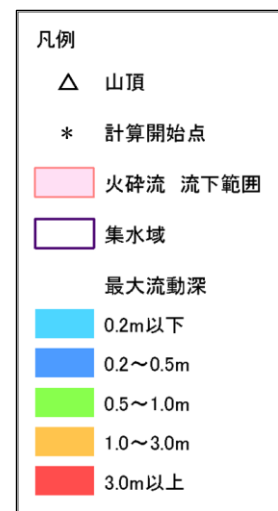 凡例
△ 山頂
* 計算開始点
火砕流 流下範囲
集水域
最大流動深
0.2m以下
0.2～0.5m
0.5～1.0m
1.0～3.0m
3.0m以上